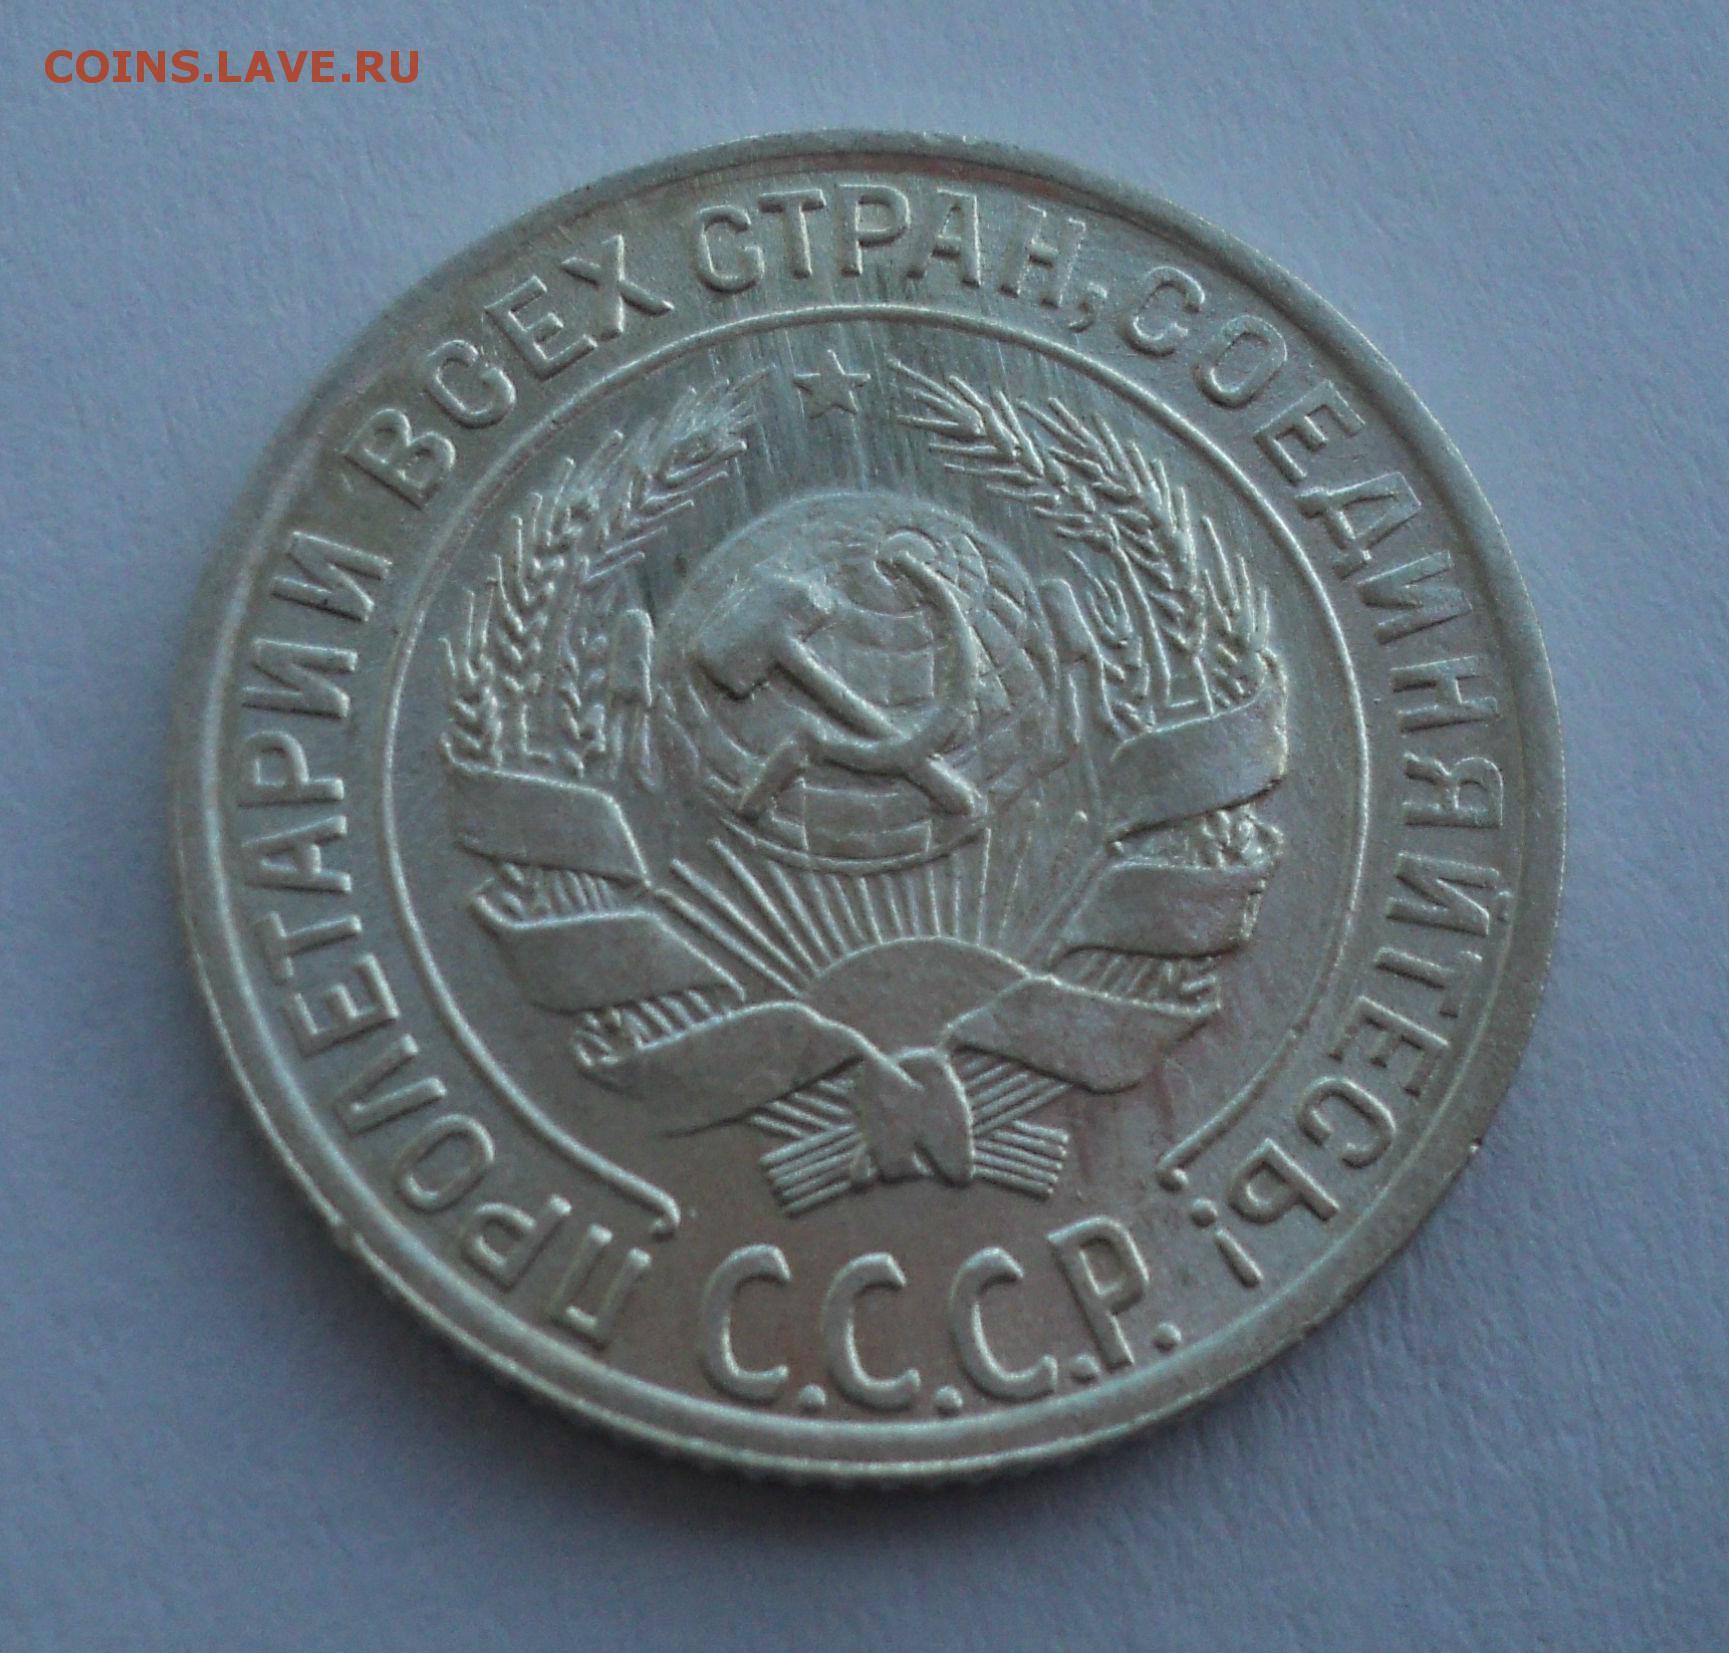 COINS.LAVE.RU
ПРОЛЕТАРИИ ВСЕХ СТРАН, СОЕДИНЯЙТЕСЬ!
С.С.С.Р.